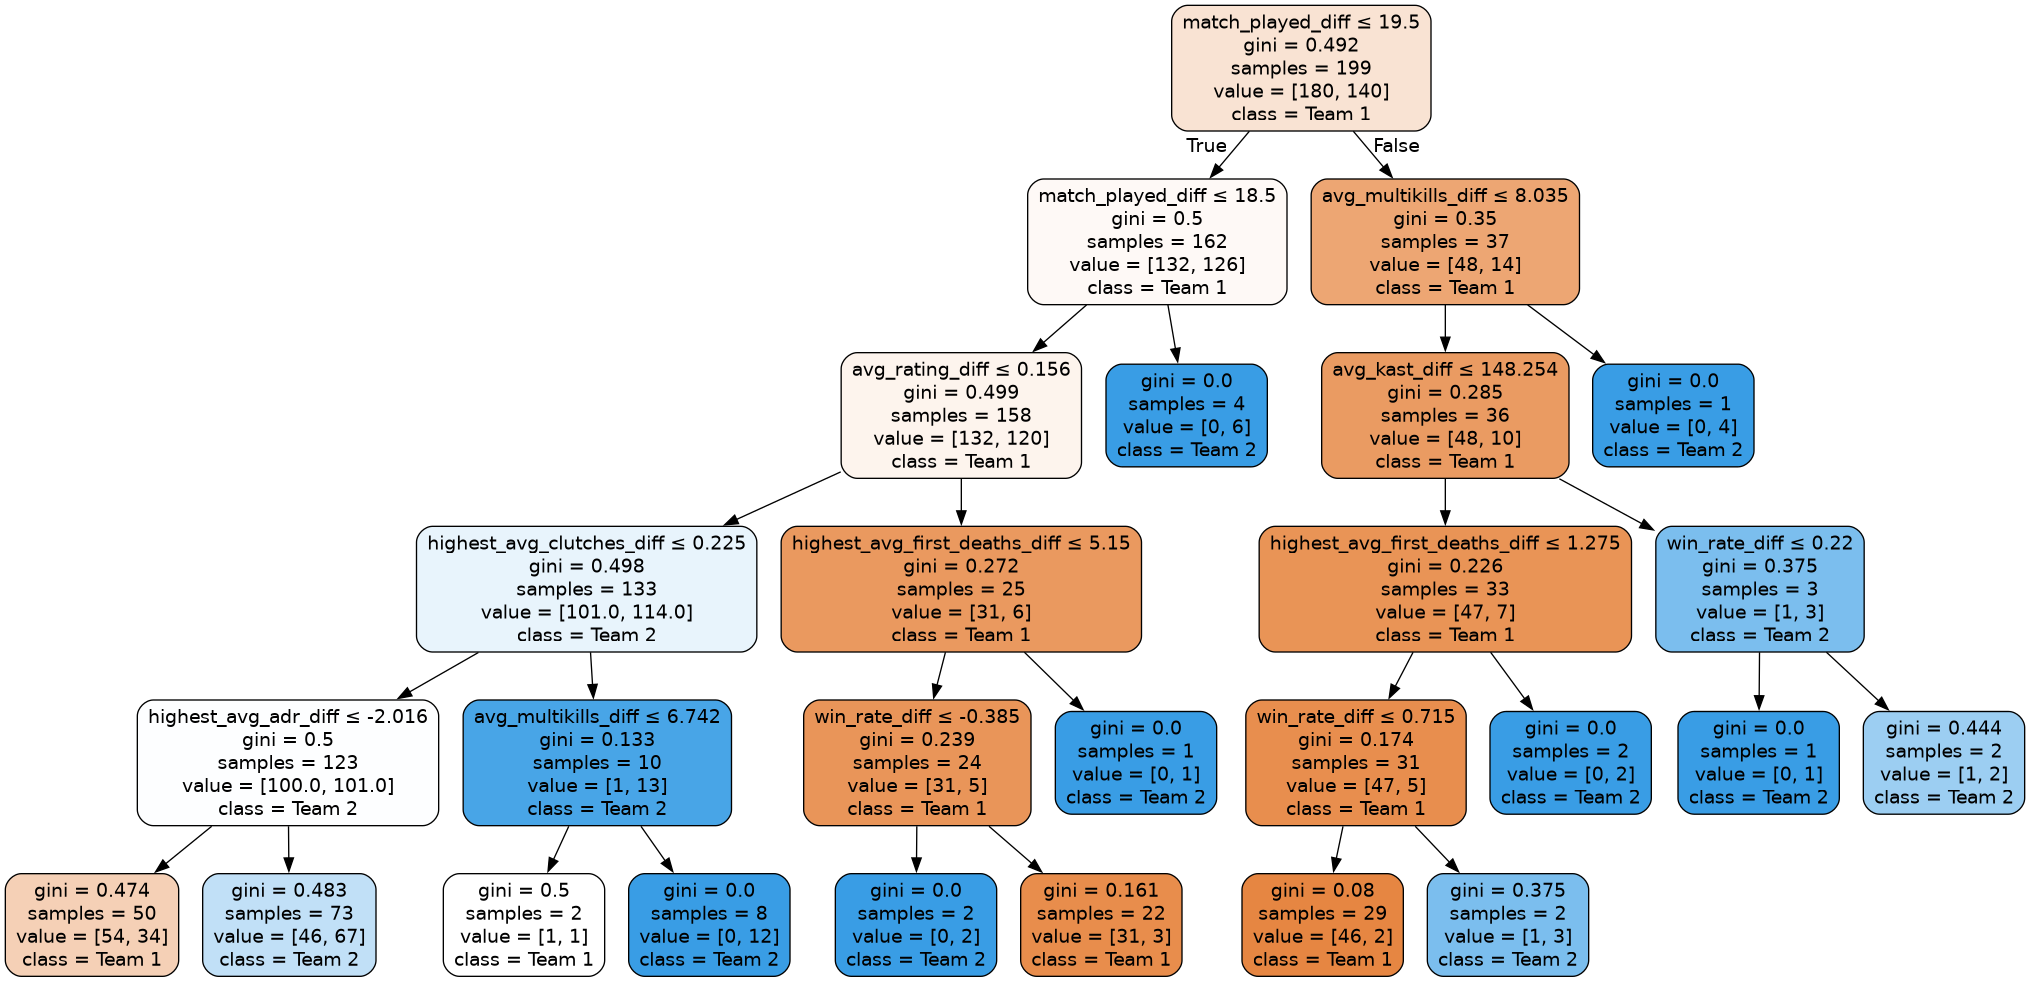 match_played_diff ≤ 19.5
gini = 0.492
samples = 199
value = [180, 140]
class = Team 1
True
False
match_played_diff ≤ 18.5
gini = 0.5
samples = 162
value = [132, 126]
class = Team 1
avg_multikills_diff ≤ 8.035
gini = 0.35
samples = 37
value = [48, 14]
class = Team 1
avg_rating_diff ≤ 0.156
gini = 0.499
samples = 158
value = [132, 120]
class = Team 1
gini = 0.0
samples = 4
value = [0, 6]
class = Team 2
avg_kast_diff ≤ 148.254
gini = 0.285
samples = 36
value = [48, 10]
class = Team 1
gini = 0.0
samples = 1
value = [0, 4]
class = Team 2
highest_avg_clutches_diff ≤ 0.225
gini = 0.498
samples = 133
value = [101.0, 114.0]
class = Team 2
highest_avg_first_deaths_diff ≤ 5.15
gini = 0.272
samples = 25
value = [31, 6]
class = Team 1
highest_avg_first_deaths_diff ≤ 1.275
gini = 0.226
samples = 33
value = [47, 7]
class = Team 1
win_rate_diff ≤ 0.22
gini = 0.375
samples = 3
value = [1, 3]
class = Team 2
highest_avg_adr_diff ≤ -2.016
gini = 0.5
samples = 123
value = [100.0, 101.0]
class = Team 2
avg_multikills_diff ≤ 6.742
gini = 0.133
samples = 10
value = [1, 13]
class = Team 2
win_rate_diff ≤ -0.385
gini = 0.239
samples = 24
value = [31, 5]
class = Team 1
gini = 0.0
samples = 1
value = [0, 1]
class = Team 2
win_rate_diff ≤ 0.715
gini = 0.174
samples = 31
value = [47, 5]
class = Team 1
gini = 0.0
samples = 2
value = [0, 2]
class = Team 2
gini = 0.0
samples = 1
value = [0, 1]
class = Team 2
gini = 0.444
samples = 2
value = [1, 2]
class = Team 2
gini = 0.474
samples = 50
value = [54, 34]
class = Team 1
gini = 0.483
samples = 73
value = [46, 67]
class = Team 2
gini = 0.5
samples = 2
value = [1, 1]
class = Team 1
gini = 0.0
samples = 8
value = [0, 12]
class = Team 2
gini = 0.0
samples = 2
value = [0, 2]
class = Team 2
gini = 0.161
samples = 22
value = [31, 3]
class = Team 1
gini = 0.08
samples = 29
value = [46, 2]
class = Team 1
gini = 0.375
samples = 2
value = [1, 3]
class = Team 2